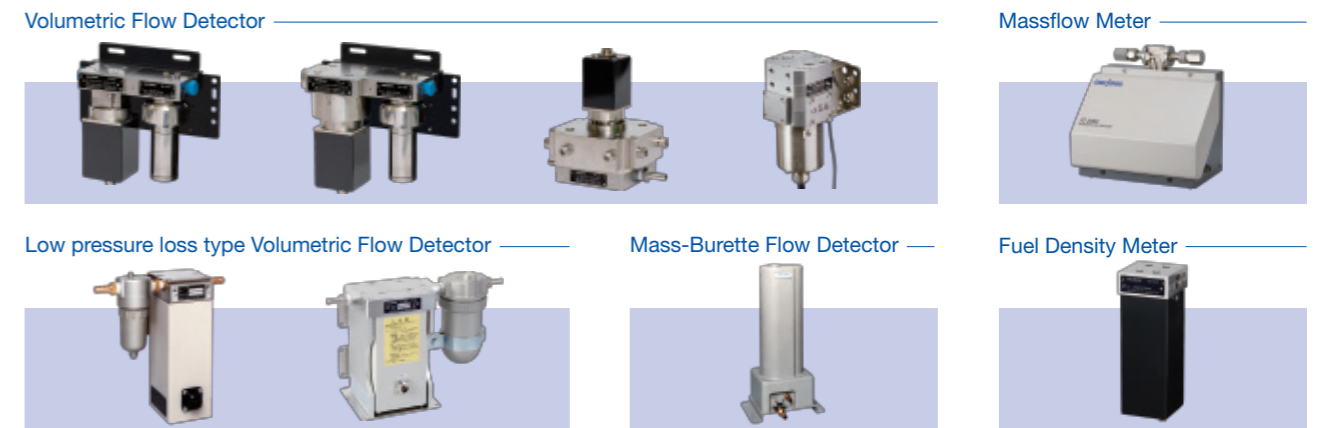 Volumetric Flow Detector
Massflow Meter
Low pressure loss type Volumetric Flow Detector
Mass-Burette Flow Detector
Fuel Density Meter